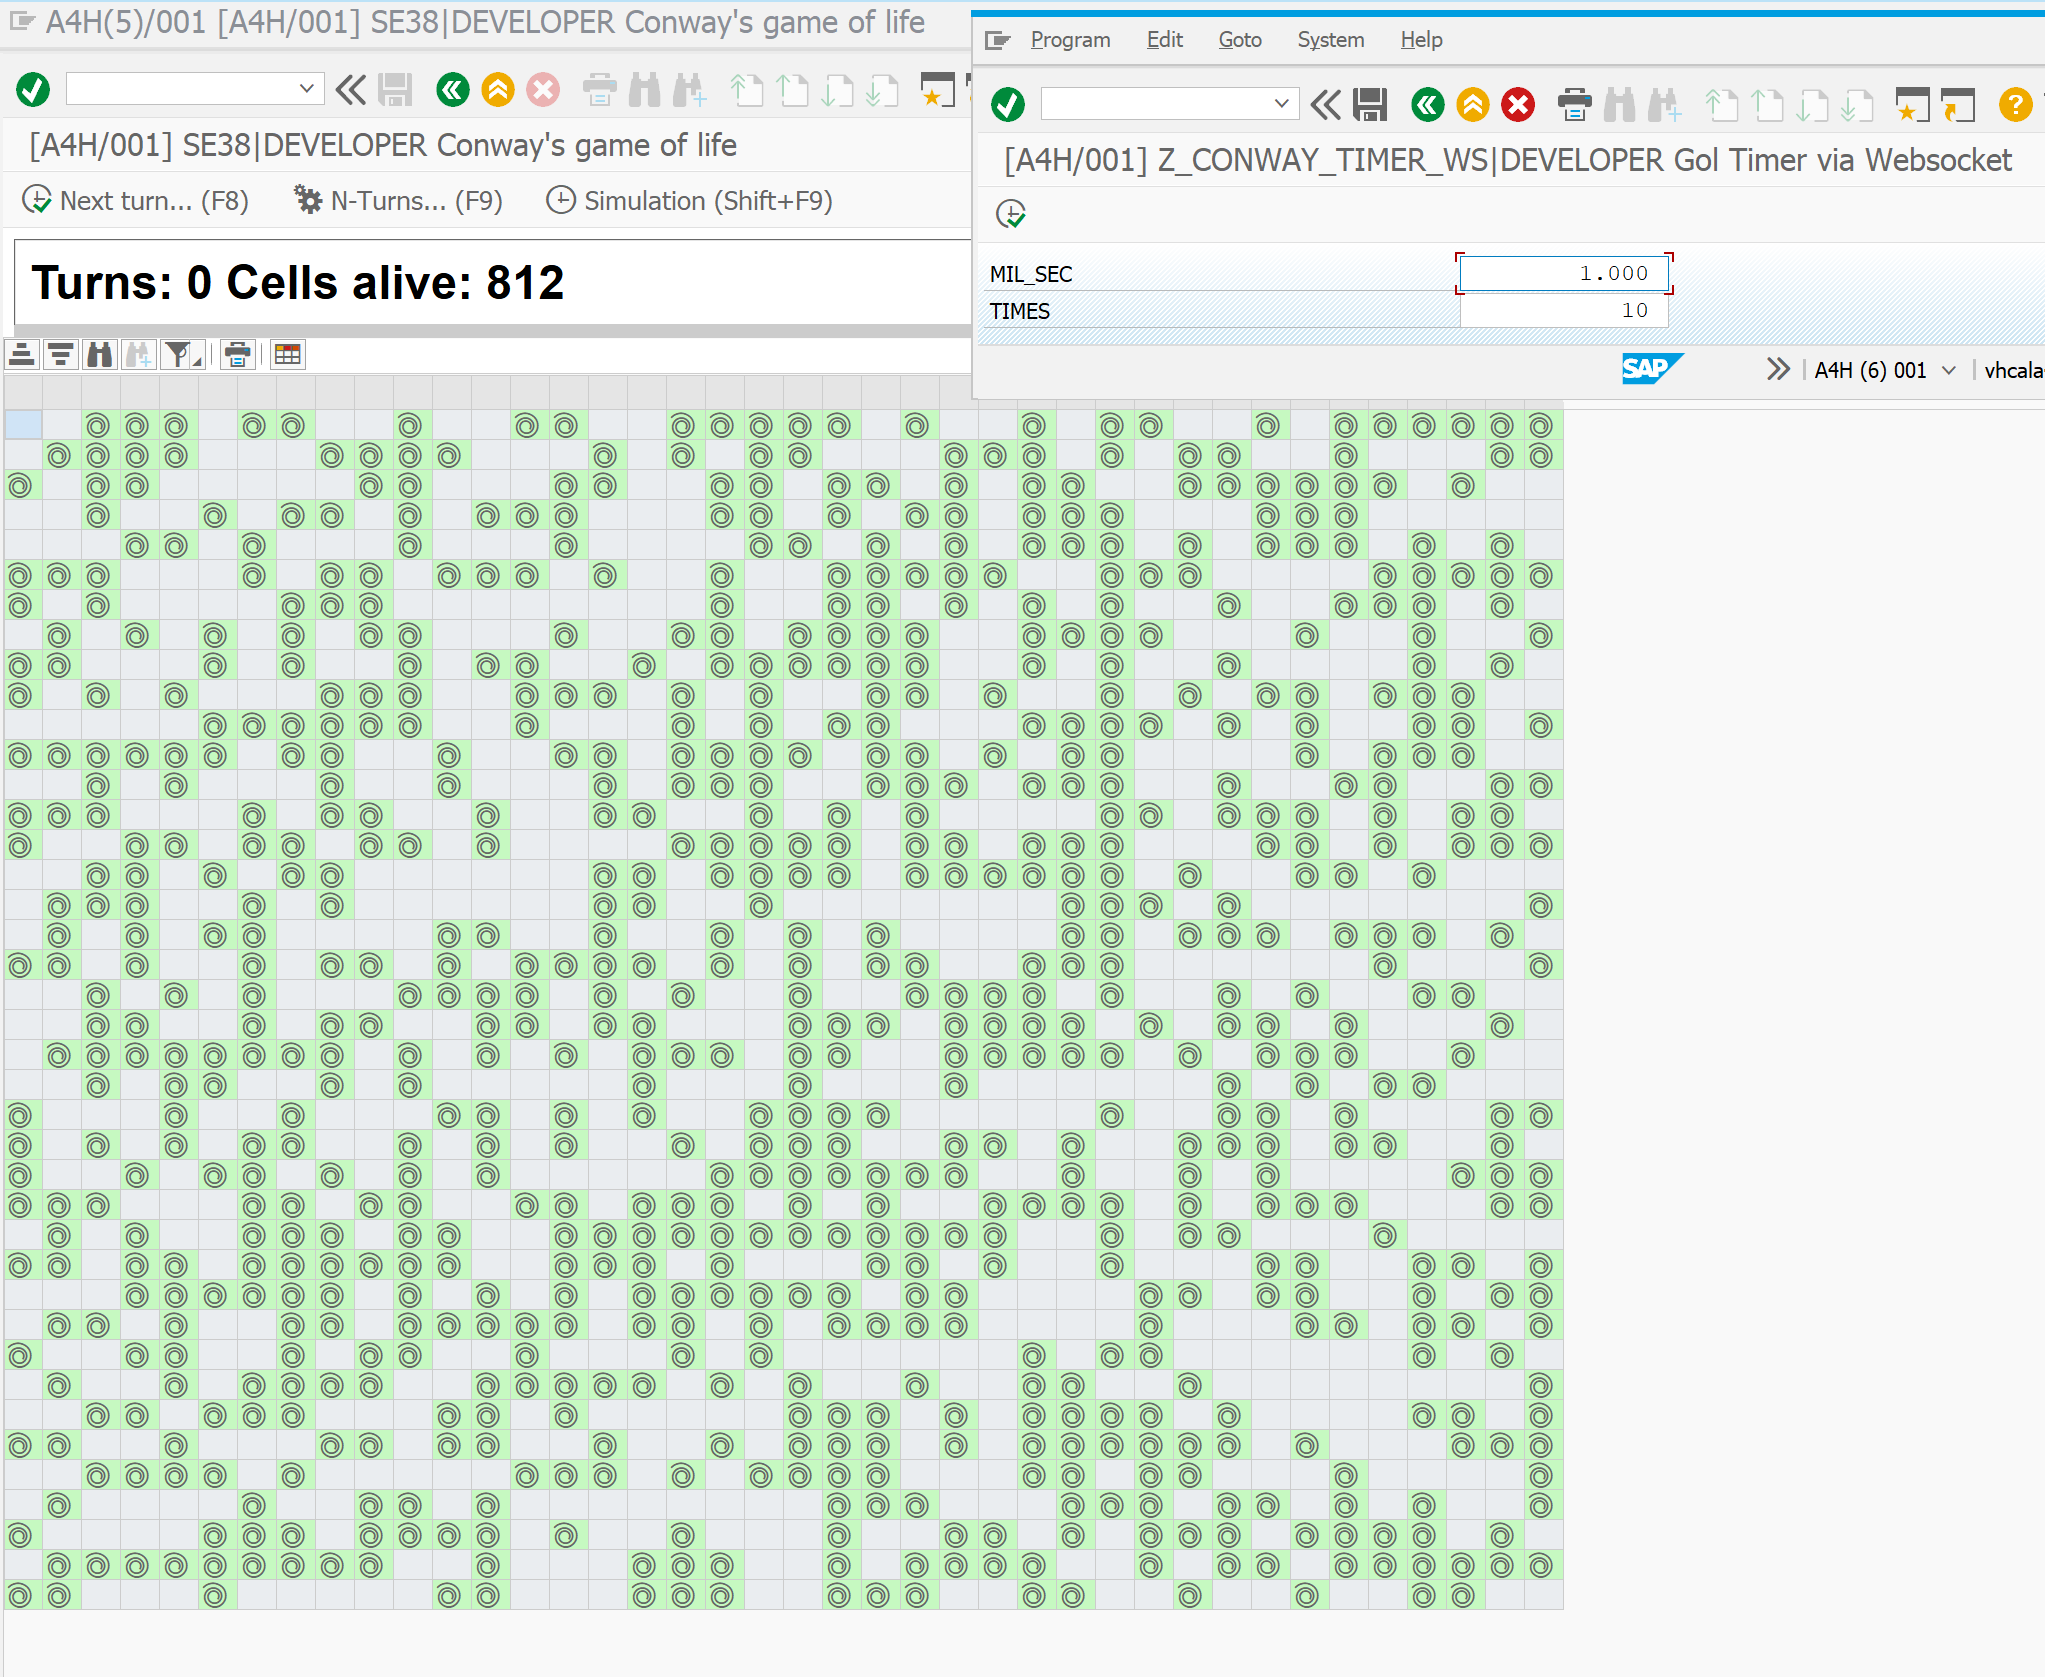 A4H(5)/001 [A4H/001] SE38|DEVELOPER Conway's game of life
[A4H/001] SE38|DEVELOPER Conway's game of life
Next turn... (F8) N-Turns... (F9) Simulation (Shift+F9)
Turns: 0 Cells alive: 812
Program Edit Goto System Help
[A4H/001] Z_CONWAY_TIMER_WS|DEVELOPER Gol Timer via Websocket
MIL_SEC 1.000
TIMES 10
SAP A4H (6) 001 vhcala